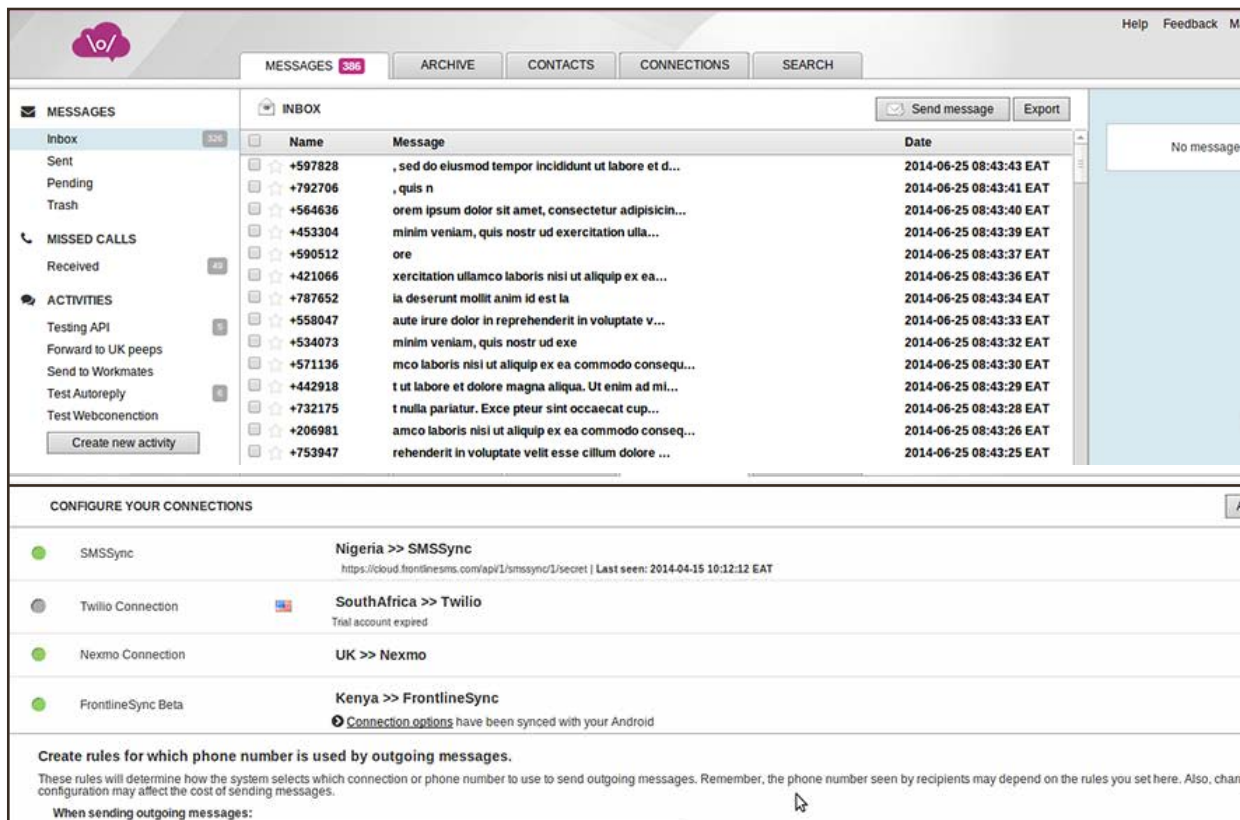 \o/
Help Feedback
MESSAGES 386 ARCHIVE CONTACTS CONNECTIONS SEARCH
MESSAGES
Inbox 326
Sent
Pending
Trash
MISSED CALLS
Received 49
ACTIVITIES
Testing API 5
Forward to UK peeps
Send to Workmates
Test Autoreply 6
Test Webconenction
Create new activity
INBOX Send message Export
Name Message Date
+597828 , sed do eiusmod tempor incididunt ut labore et d... 2014-06-25 08:43:43 EAT
+792706 , quis n 2014-06-25 08:43:41 EAT
+564636 orem ipsum dolor sit amet, consectetur adipisicin... 2014-06-25 08:43:40 EAT
+453304 minim veniam, quis nostr ud exercitation ulla... 2014-06-25 08:43:39 EAT
+590512 ore 2014-06-25 08:43:37 EAT
+421066 xercitation ullamco laboris nisi ut aliquip ex ea... 2014-06-25 08:43:36 EAT
+787652 ia deserunt mollit anim id est la 2014-06-25 08:43:34 EAT
+558047 aute irure dolor in reprehenderit in voluptate v... 2014-06-25 08:43:33 EAT
+534073 minim veniam, quis nostr ud exe 2014-06-25 08:43:32 EAT
+571136 mco laboris nisi ut aliquip ex ea commodo consequ... 2014-06-25 08:43:30 EAT
+442918 t ut labore et dolore magna aliqua. Ut enim ad mi... 2014-06-25 08:43:29 EAT
+732175 t nulla pariatur. Exce pteur sint occaecat cup... 2014-06-25 08:43:28 EAT
+206981 amco laboris nisi ut aliquip ex ea commodo conseq... 2014-06-25 08:43:26 EAT
+753947 rehenderit in voluptate velit esse cillum dolore ... 2014-06-25 08:43:25 EAT
No message
CONFIGURE YOUR CONNECTIONS
SMSSync Nigeria >> SMSSync
https://cloud.frontlinesms.com/api/1/smssync/1/secret | Last seen: 2014-04-15 10:12:12 EAT
Twilio Connection SouthAfrica >> Twilio
Trial account expired
Nexmo Connection UK >> Nexmo
FrontlineSync Beta Kenya >> FrontlineSync
Connection options have been synced with your Android
Create rules for which phone number is used by outgoing messages.
These rules will determine how the system selects which connection or phone number to use to send outgoing messages. Remember, the phone number seen by recipients may depend on the rules you set here. Also,
configuration may affect the cost of sending messages.
When sending outgoing messages: